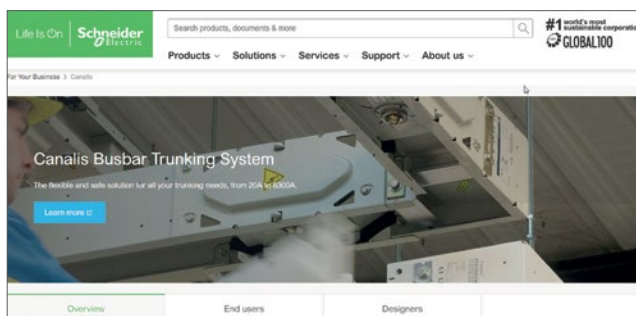 Life Is On
Schneider
Electric
Search products, documents & more
#1 world's most
sustainable corporatio
GLOBAL100
Products
Solutions
Services
Support
About us
For Your Business > Canalis
Canalis Busbar Trunking System
The flexible and safe solution for all your trunking needs, from 20A to 6300A.
Learn more
Overview
End users
Designers